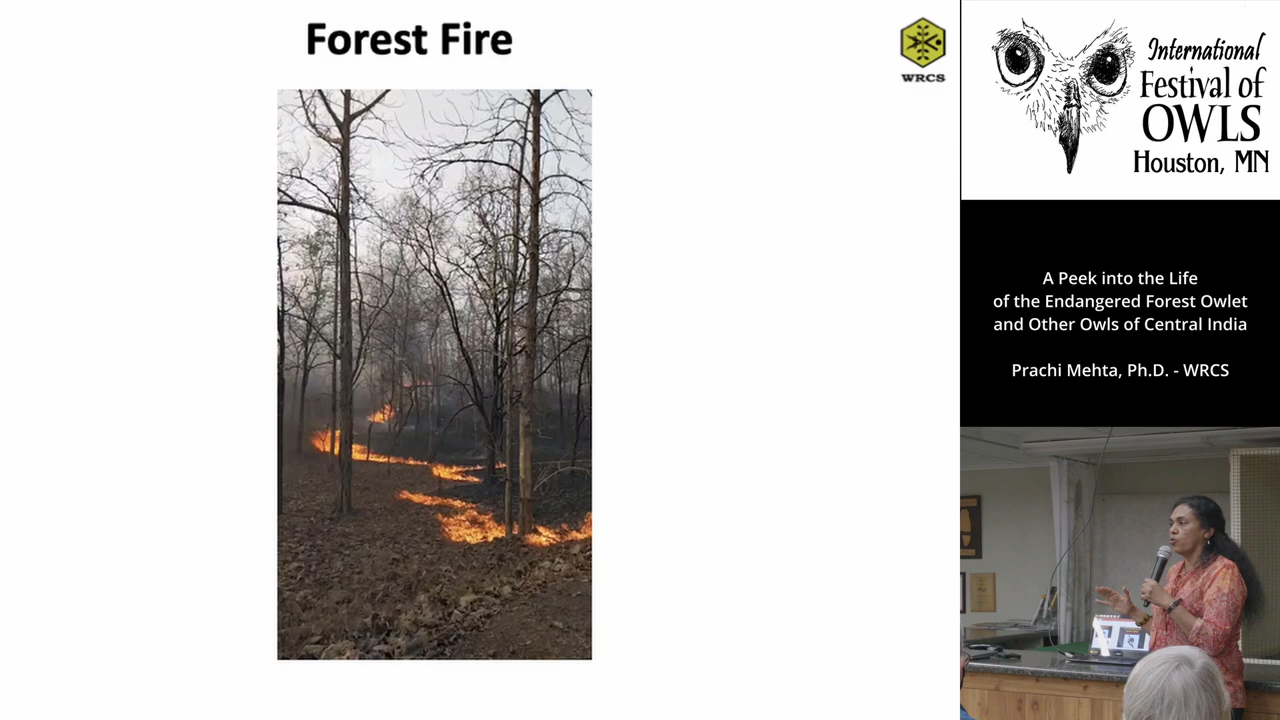 Forest Fire
WRCS
International
Festival of
OWLS
Houston, MN
A Peek into the Life
of the Endangered Forest Owlet
and Other Owls of Central India
Prachi Mehta, Ph.D. - WRCS